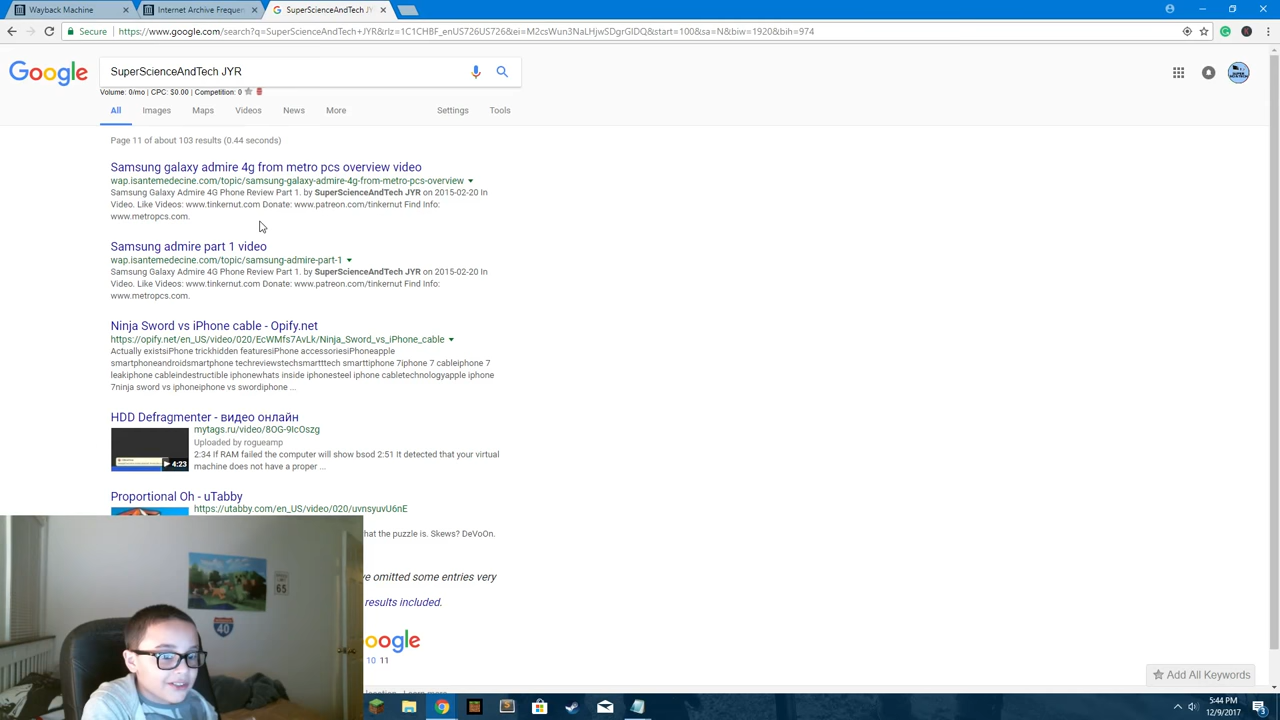 Wayback Machine
Internet Archive Frequen
SuperScienceAndTech JY
Secure
https://www.google.com/search?q=SuperScienceAndTech+JYR&rlz=1C1CHBF_enUS726US726&ei=M2csWun3NaLHjwSDgrGIDQ&start=100&sa=N&biw=1920&bih=974
Google
SuperScienceAndTech JYR
Volume: 0/mo | CPC: $0.00 | Competition: 0
All Images Maps Videos News More Settings Tools
Page 11 of about 103 results (0.44 seconds)
Samsung galaxy admire 4g from metro pcs overview video
wap.isantemedecine.com/topic/samsung-galaxy-admire-4g-from-metro-pcs-overview
Samsung Galaxy Admire 4G Phone Review Part 1. by SuperScienceAndTech JYR on 2015-02-20 In
Video. Like Videos: www.tinkernut.com Donate: www.patreon.com/tinkernut Find Info:
www.metropcs.com.
Samsung admire part 1 video
wap.isantemedecine.com/topic/samsung-admire-part-1
Samsung Galaxy Admire 4G Phone Review Part 1. by SuperScienceAndTech JYR on 2015-02-20 In
Video. Like Videos: www.tinkernut.com Donate: www.patreon.com/tinkernut Find Info:
www.metropcs.com.
Ninja Sword vs iPhone cable - Opify.net
https://opify.net/en_US/video/020/EcWMfs7AvLk/Ninja_Sword_vs_iPhone_cable
Actually existsiPhone trickhidden featuresiPhone accessoriesiPhoneapple
smartphoneandroidsmartphone techreviewstechsmartttech smarttiphone 7iphone 7 cableiphone 7
leakiphone cableindestructible iphonewhats inside iphonesteel iphone cabletechnologyapple iphone
7ninja sword vs iphoneiphone vs swordiphone ...
HDD Defragmenter - видео онлайн
mytags.ru/video/8OG-9IcOszg
Uploaded by rogueamp
2:34 If RAM failed the computer will show bsod 2:51 It detected that your virtual
machine does not have a proper ...
4:23
Proportional Oh - uTabby
https://utabby.com/en_US/video/020/uvnsyuvU6nE
hat the puzzle is. Skews? DeVoOn.
e omitted some entries very
results included.
oogle
10 11
65
40
Add All Keywords
5:44 PM
12/9/2017